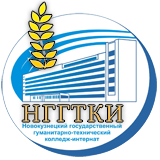 НГГТКИ
Новокузнецкий государственный
гуманитарно-технический
колледж-интернат